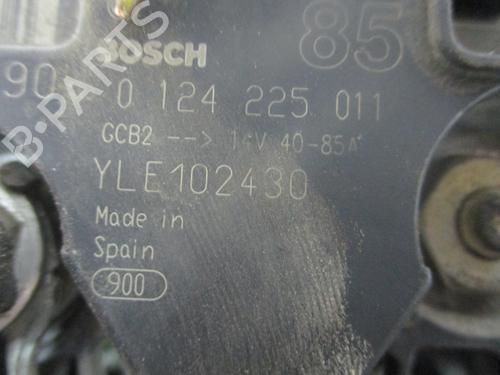 BOSCH
85
90
0 124 225 011
GCB2 --> 14V 40-85A
YLE102430
Made in
Spain
900
B-PARTS